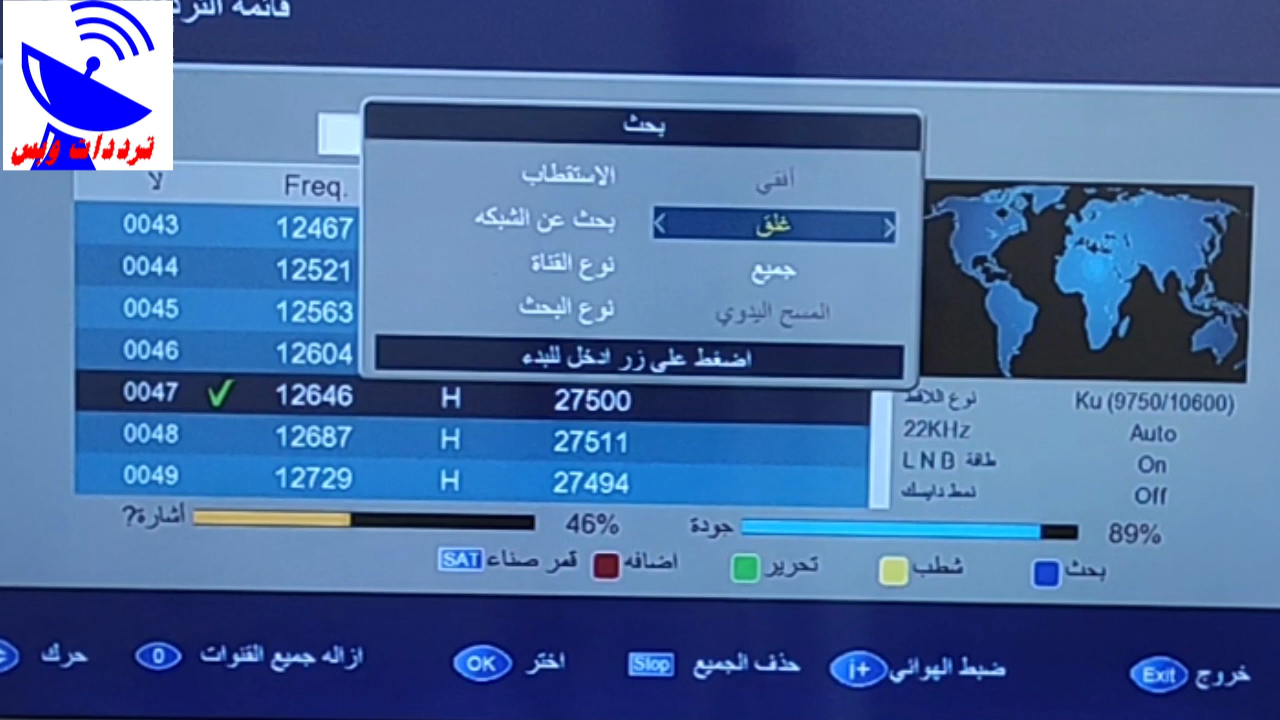 قائمة
ترددات ويس
بحث
الاستقطاب أفقي
بحث عن الشبكه < غلق >
نوع القناة جميع
نوع البحث المسح اليدوي
اضغط على زر ادخل للبدء
لا Freq.
0043 12467
0044 12521
0045 12563
0046 12604
0047 12646 H 27500
0048 12687 H 27511
0049 12729 H 27494
نوع اللاقط Ku (9750/10600)
22KHz Auto
طاقة LNB On
نمط دايسك Off
أشارة? 46% جودة 89%
SAT قمر صناع اضافه تحرير شطب بحث
حرك 0 ازاله جميع القنوات OK اختر Stop حذف الجميع i+ ضبط الهوائي Exit خروج